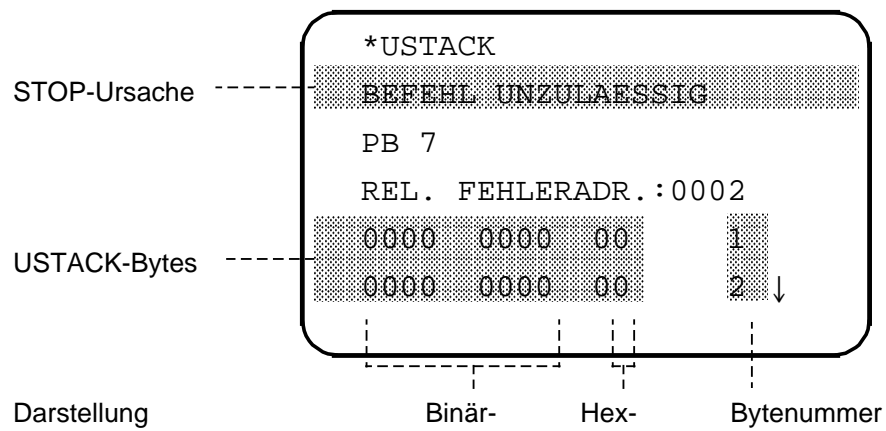 *USTACK
STOP-Ursache BEFEHL UNZULAESSIG
PB 7
REL. FEHLERADR.:0002
0000 0000 00 1
USTACK-Bytes
0000 0000 00 2 ↓
Darstellung Binär- Hex- Bytenummer